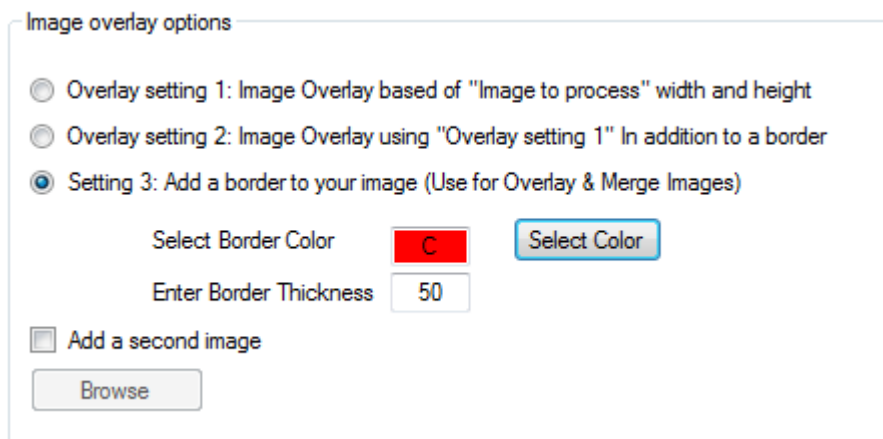 Image overlay options
Overlay setting 1: Image Overlay based of "Image to process" width and height
Overlay setting 2: Image Overlay using "Overlay setting 1" In addition to a border
Setting 3: Add a border to your image (Use for Overlay & Merge Images)
Select Border Color C Select Color
Enter Border Thickness 50
Add a second image
Browse